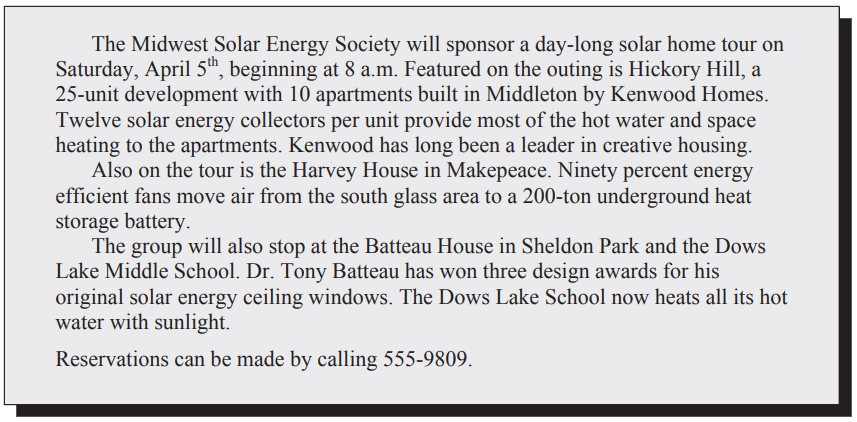 The Midwest Solar Energy Society will sponsor a day-long solar home tour on
Saturday, April 5th, beginning at 8 a.m. Featured on the outing is Hickory Hill, a
25-unit development with 10 apartments built in Middleton by Kenwood Homes.
Twelve solar energy collectors per unit provide most of the hot water and space
heating to the apartments. Kenwood has long been a leader in creative housing.
Also on the tour is the Harvey House in Makepeace. Ninety percent energy
efficient fans move air from the south glass area to a 200-ton underground heat
storage battery.
The group will also stop at the Batteau House in Sheldon Park and the Dows
Lake Middle School. Dr. Tony Batteau has won three design awards for his
original solar energy ceiling windows. The Dows Lake School now heats all its hot
water with sunlight.
Reservations can be made by calling 555-9809.